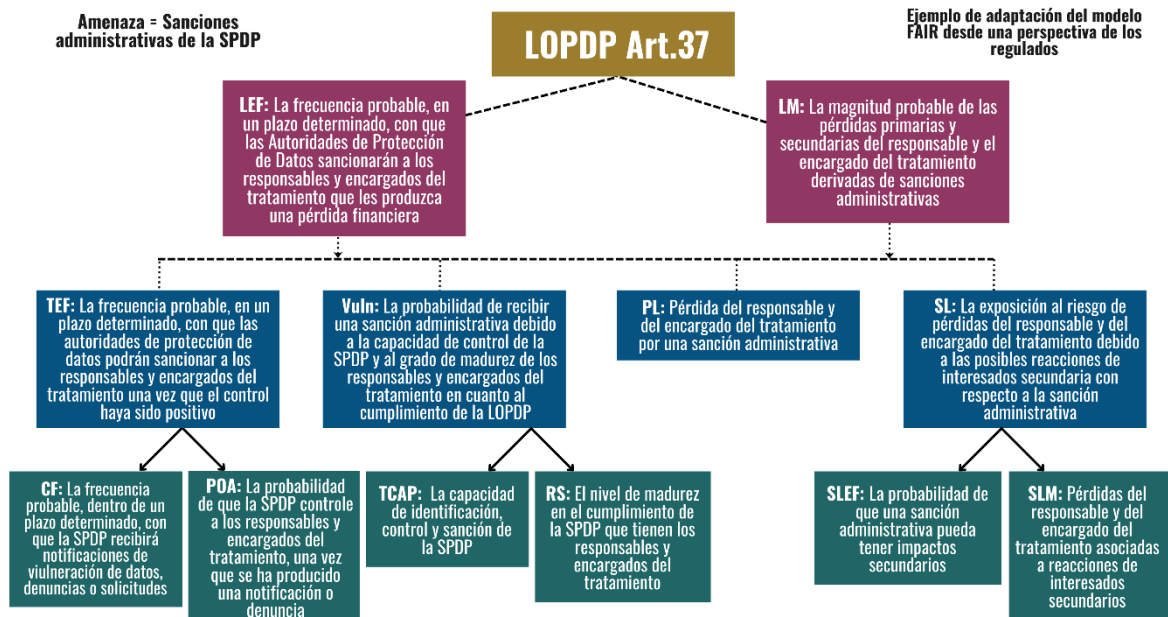 Amenaza = Sanciones
administrativas de la SPDP
LOPDP Art.37
Ejemplo de adaptación del modelo
FAIR desde una perspectiva de los
regulados
LEF: La frecuencia probable, en
un plazo determinado, con que
las Autoridades de Protección
de Datos sancionarán a los
responsables y encargados del
tratamiento que les produzca
una pérdida financiera
LM: La magnitud probable de las
pérdidas primarias y
secundarias del responsable y el
encargado del tratamiento
derivadas de sanciones
administrativas
TEF: La frecuencia probable, en un
plazo determinado, con que las
autoridades de protección de
datos podrán sancionar a los
responsables y encargados del
tratamiento una vez que el control
haya sido positivo
Vuln: La probabilidad de recibir
una sanción administrativa debido
a la capacidad de control de la
SPDP y al grado de madurez de los
responsables y encargados del
tratamiento en cuanto al
cumplimiento de la LOPDP
PL: Pérdida del responsable y
del encargado del tratamiento
por una sanción administrativa
SL: La exposición al riesgo de
pérdidas del responsable y del
encargado del tratamiento debido
a las posibles reacciones de
interesados secundaria con
respecto a la sanción
administrativa
CF: La frecuencia
probable, dentro de un
plazo determinado, con
que la SPDP recibirá
notificaciones de
viulneración de datos,
denuncias o solicitudes
POA: La probabilidad
de que la SPDP controle
a los responsables y
encargados del
tratamiento, una vez
que se ha producido
una notificación o
denuncia
TCAP: La capacidad
de identificación,
control y sanción de
la SPDP
RS: El nivel de madurez
en el cumplimiento de
la SPDP que tienen los
responsables y
encargados del
tratamiento
SLEF: La probabilidad de
que una sanción
administrativa pueda
tener impactos
secundarios
SLM: Pérdidas del
responsable y del
encargado del
tratamiento asociadas
a reacciones de
interesados
secundarios